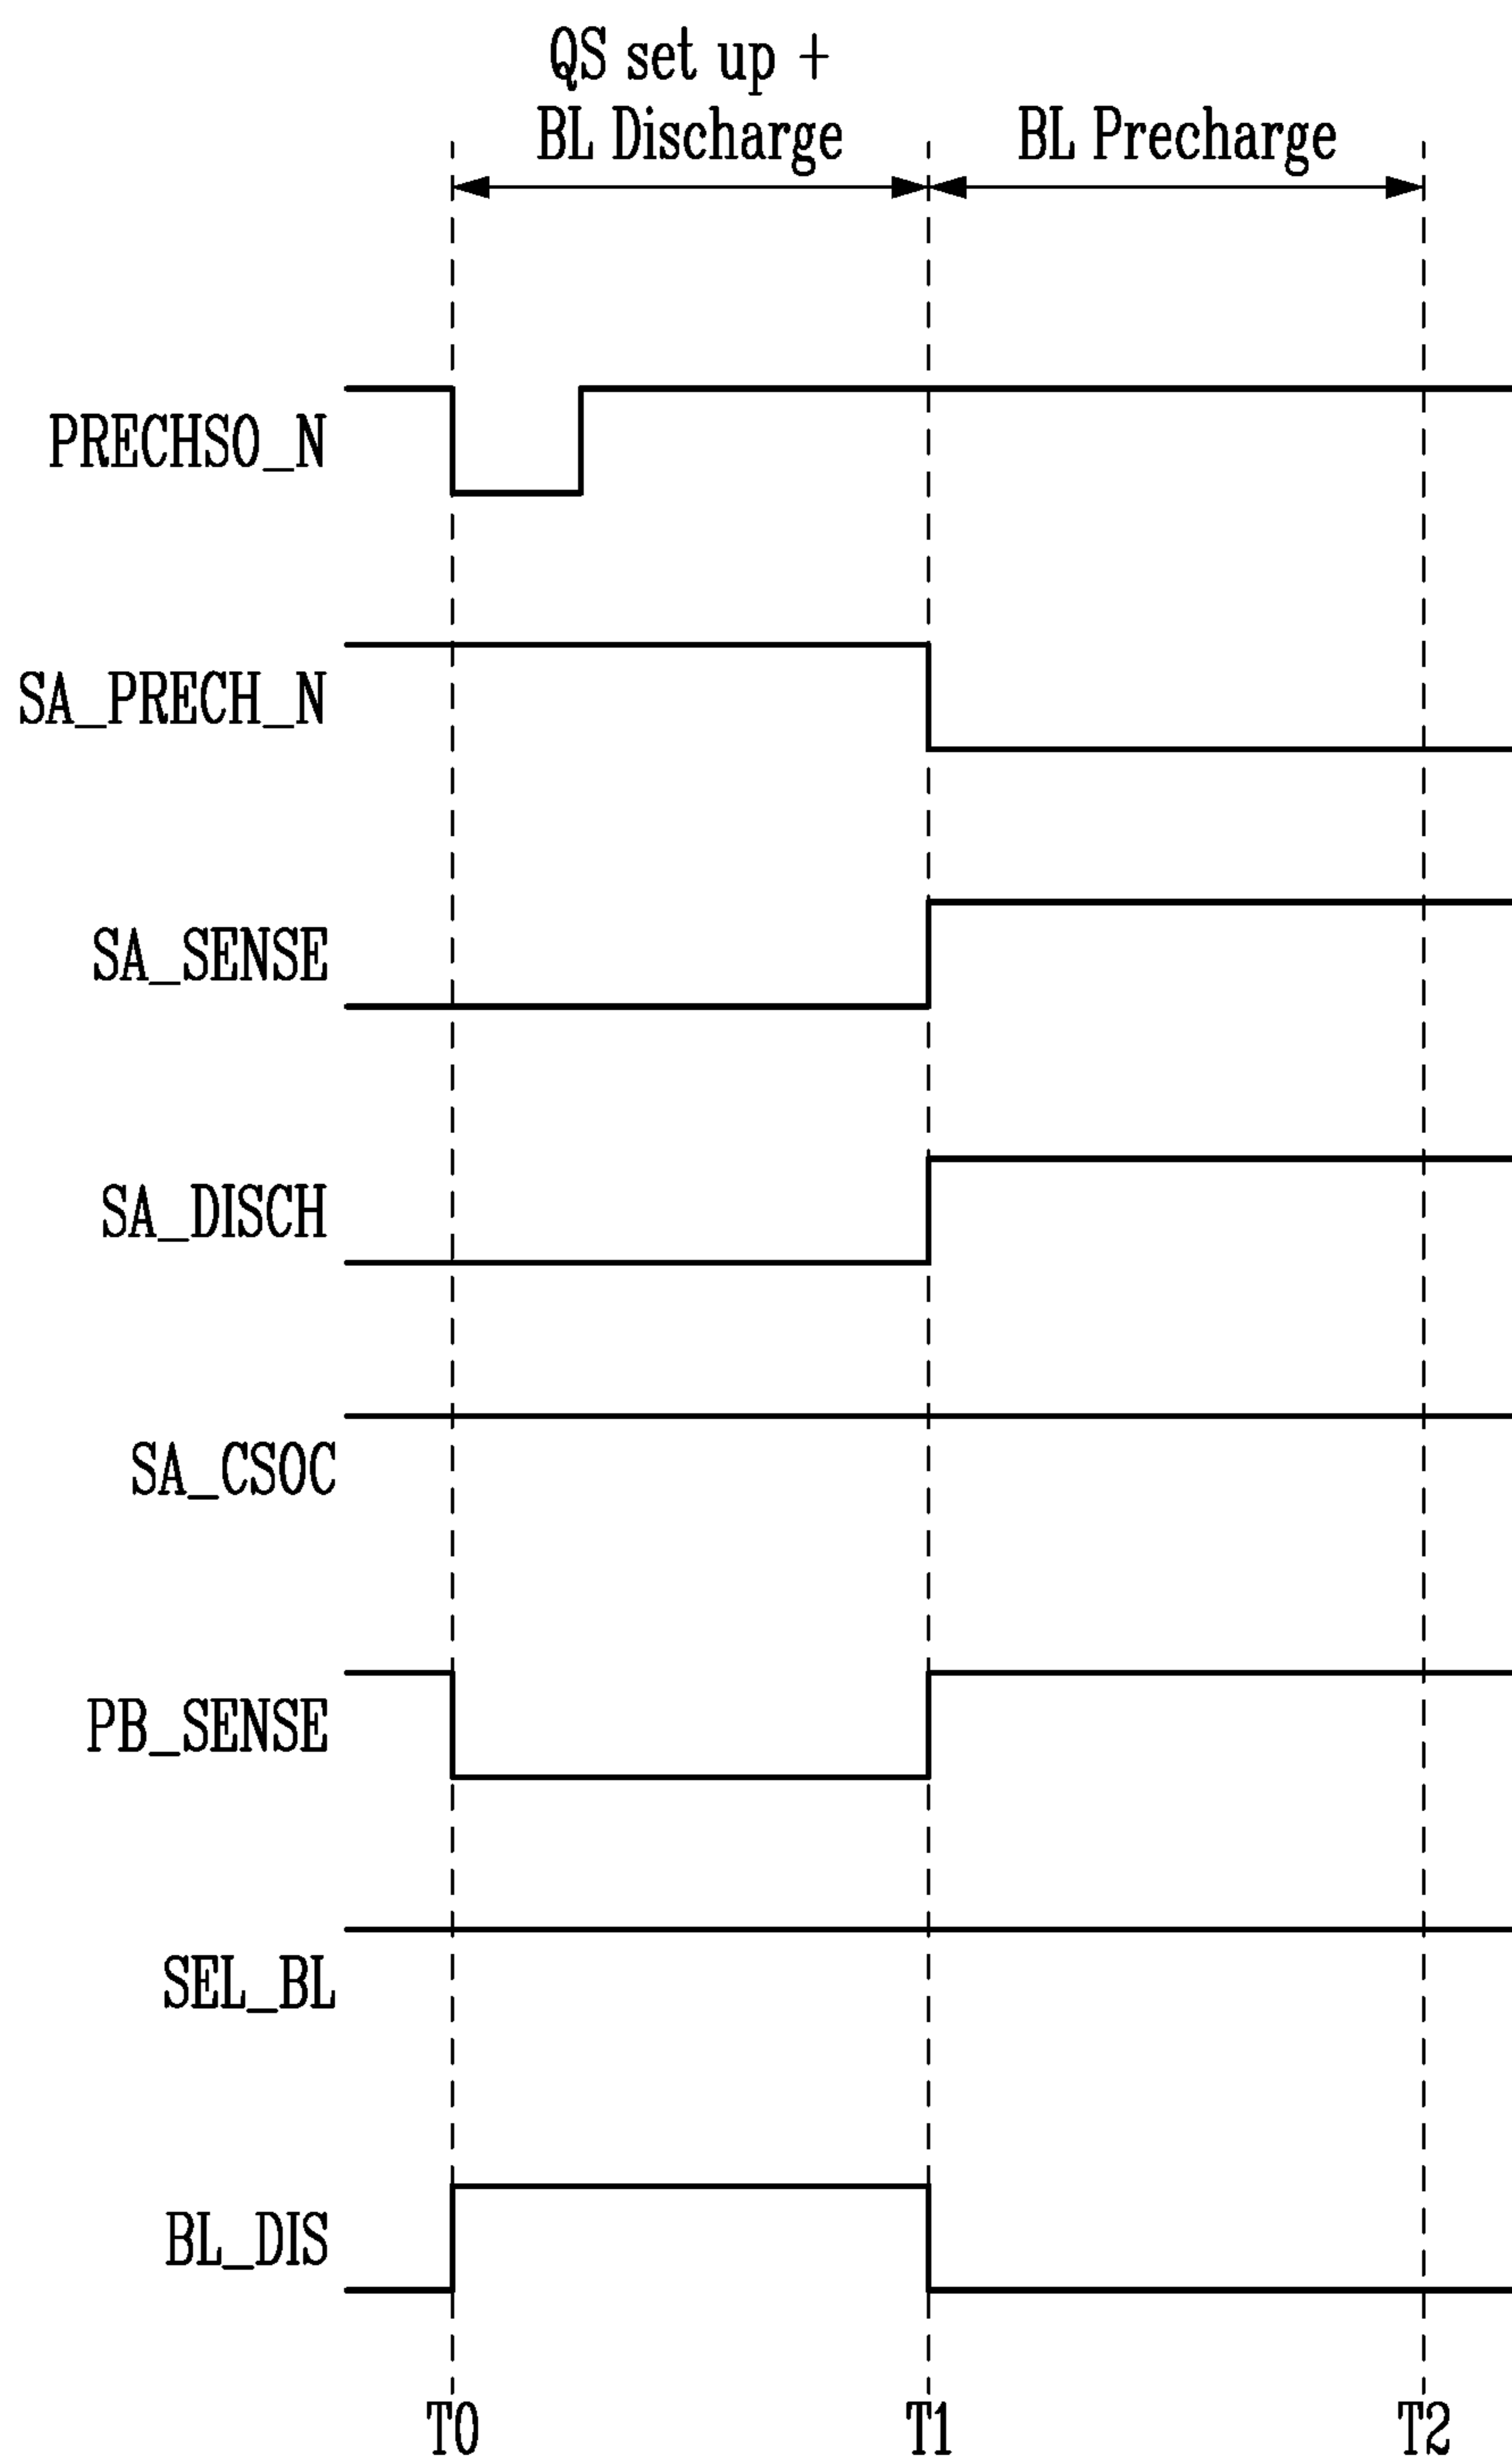 QS set up +
BL Discharge
BL Precharge
PRECHSO_N
SA_PRECH_N
SA_SENSE
SA_DISCH
SA_CSOC
PB_SENSE
SEL_BL
BL_DIS
T0
T1
T2